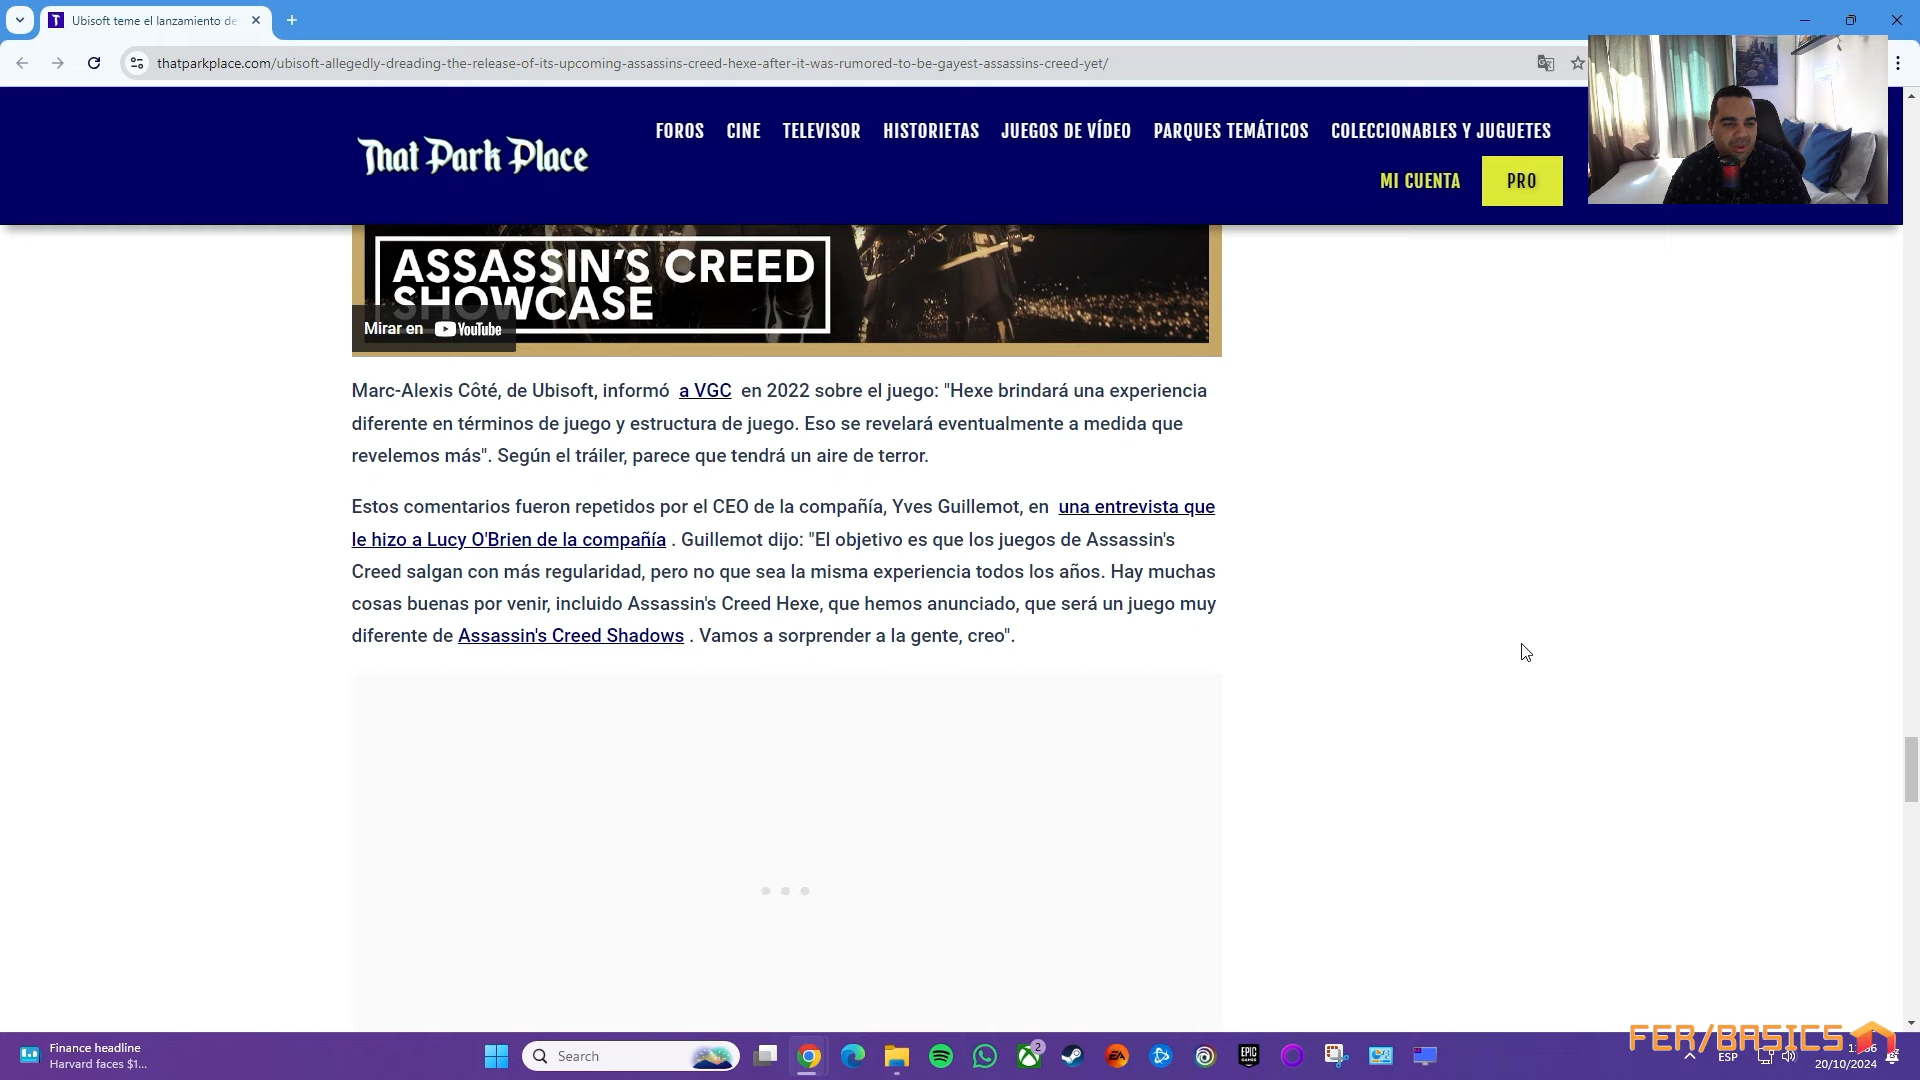 Ubisoft teme el lanzamiento de
thatparkplace.com/ubisoft-allegedly-dreading-the-release-of-its-upcoming-assassins-creed-hexe-after-it-was-rumored-to-be-gayest-assassins-creed-yet/
That Park Place
FOROS CINE TELEVISOR HISTORIETAS JUEGOS DE VÍDEO PARQUES TEMÁTICOS COLECCIONABLES Y JUGUETES
MI CUENTA PRO
ASSASSIN'S CREED
SHOWCASE
Mirar en YouTube
Marc-Alexis Côté, de Ubisoft, informó a VGC en 2022 sobre el juego: "Hexe brindará una experiencia
diferente en términos de juego y estructura de juego. Eso se revelará eventualmente a medida que
revelemos más". Según el tráiler, parece que tendrá un aire de terror.
Estos comentarios fueron repetidos por el CEO de la compañía, Yves Guillemot, en una entrevista que
le hizo a Lucy O'Brien de la compañía . Guillemot dijo: "El objetivo es que los juegos de Assassin's
Creed salgan con más regularidad, pero no que sea la misma experiencia todos los años. Hay muchas
cosas buenas por venir, incluido Assassin's Creed Hexe, que hemos anunciado, que será un juego muy
diferente de Assassin's Creed Shadows . Vamos a sorprender a la gente, creo".
Finance headline
Harvard faces $1...
Search
2
EA
EPIC
GAMES
FER/BASICS
ESP
20/10/2024